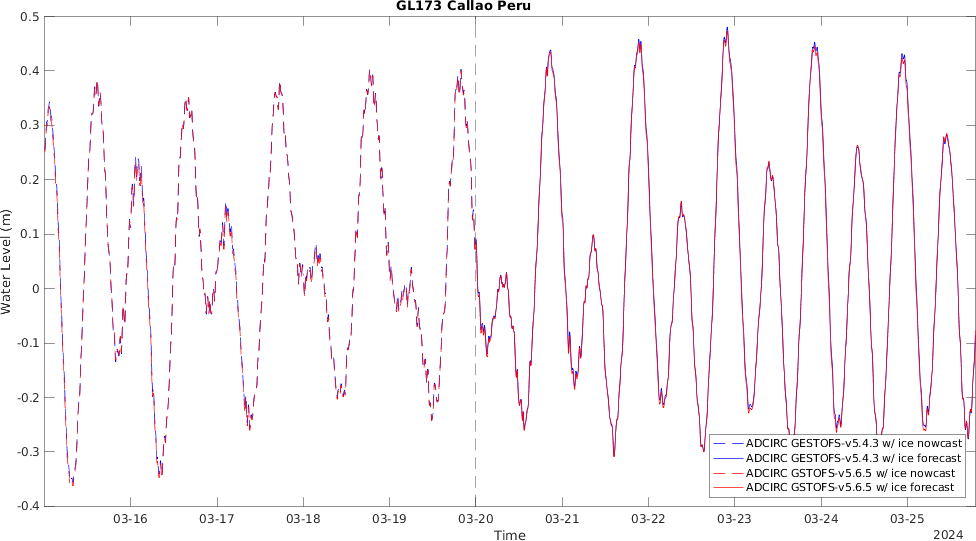 GL173 Callao Peru
0.5
0.4
0.3
0.2
0.1
0
-0.1
-0.2
-0.3
-0.4
Water Level (m)
ADCIRC GESTOFS-v5.4.3 w/ ice nowcast
ADCIRC GESTOFS-v5.4.3 w/ ice forecast
ADCIRC GSTOFS-v5.6.5 w/ ice nowcast
ADCIRC GSTOFS-v5.6.5 w/ ice forecast
03-16 03-17 03-18 03-19 03-20 03-21 03-22 03-23 03-24 03-25
Time
2024